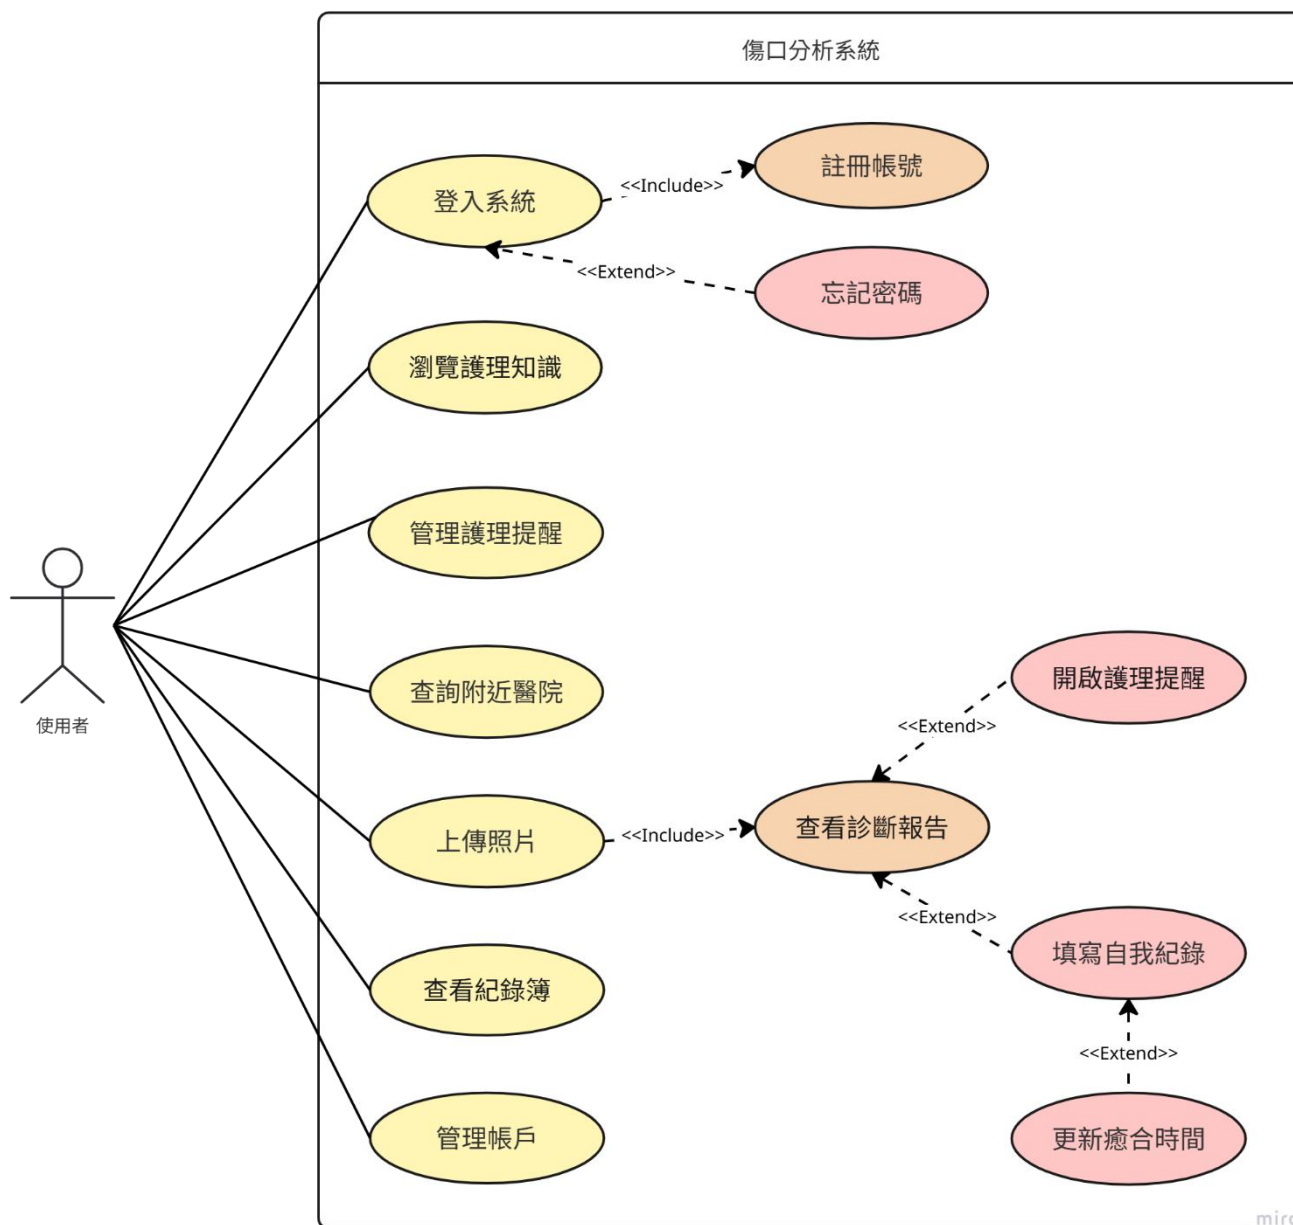 傷口分析系統
註冊帳號
<<Include>>
登入系統
<<Extend>>
忘記密碼
瀏覽護理知識
管理護理提醒
使用者
查詢附近醫院
開啟護理提醒
<<Extend>>
上傳照片
<<Include>>
查看診斷報告
<<Extend>>
填寫自我紀錄
查看紀錄簿
<<Extend>>
管理帳戶
更新癒合時間